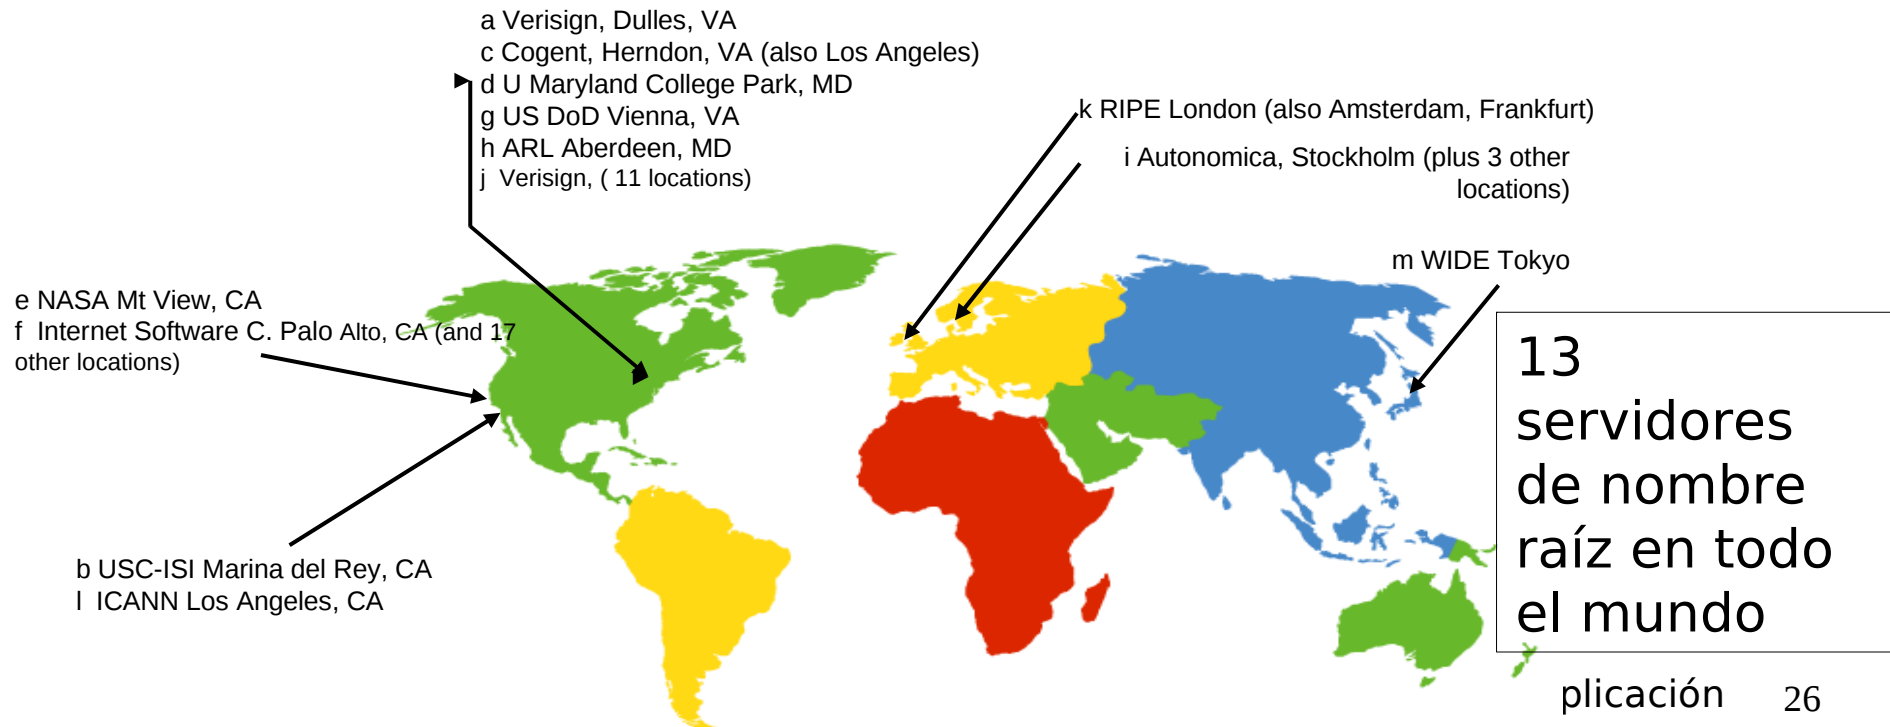 a Verisign, Dulles, VA
c Cogent, Herndon, VA (also Los Angeles)
d U Maryland College Park, MD
g US DoD Vienna, VA
h ARL Aberdeen, MD
j Verisign, ( 11 locations)
k RIPE London (also Amsterdam, Frankfurt)
i Autonomica, Stockholm (plus 3 other
locations)
m WIDE Tokyo
e NASA Mt View, CA
f Internet Software C. Palo Alto, CA (and 17
other locations)
b USC-ISI Marina del Rey, CA
l ICANN Los Angeles, CA
13
servidores
de nombre
raíz en todo
el mundo
plicación 26